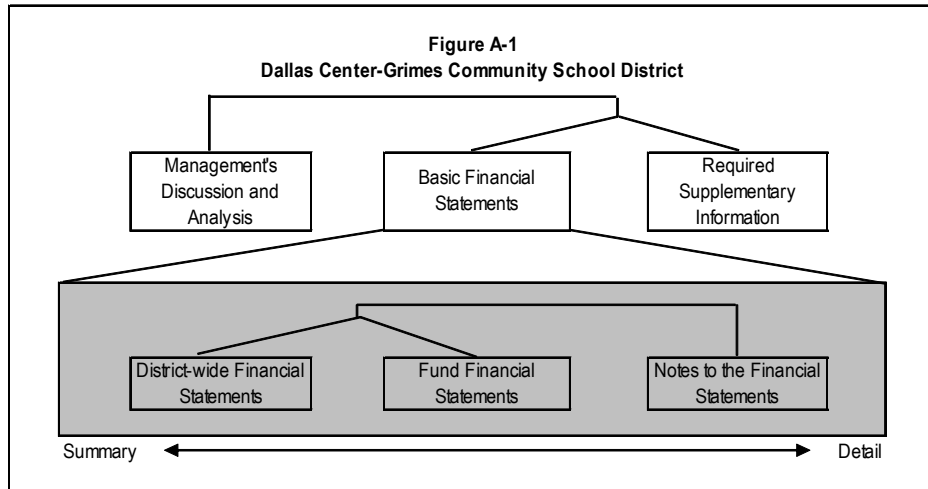 Figure A-1
Dallas Center-Grimes Community School District
Management's
Discussion and
Analysis
Basic Financial
Statements
Required
Supplementary
Information
District-wide Financial
Statements
Fund Financial
Statements
Notes to the Financial
Statements
Summary
Detail